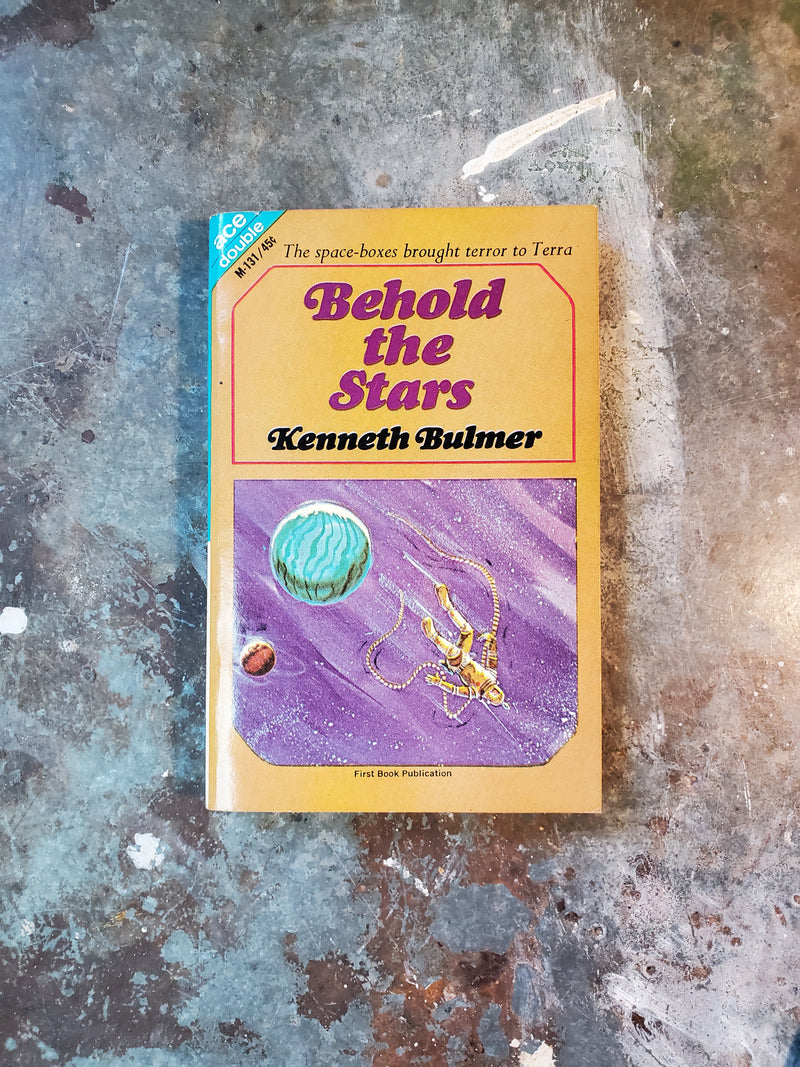 ace
double
M-131/45¢
The space-boxes brought terror to Terra
Behold
the
Stars
Kenneth Bulmer
First Book Publication